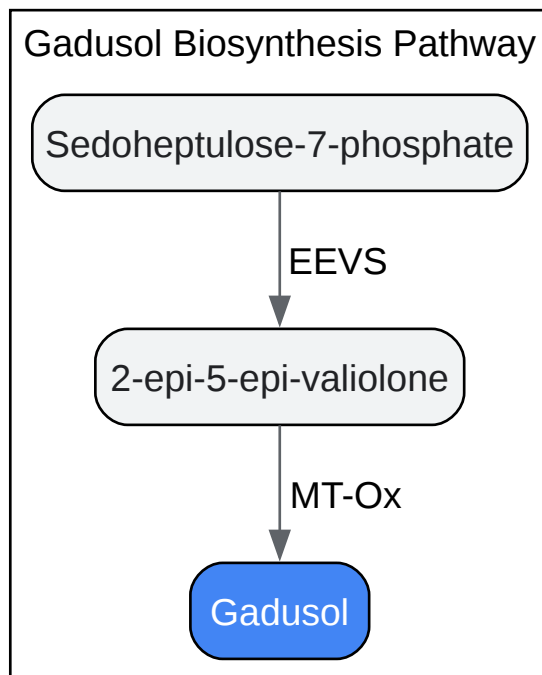 Gadusol Biosynthesis Pathway
Sedoheptulose-7-phosphate
EEVS
2-epi-5-epi-valiolone
MT-Ox
Gadusol